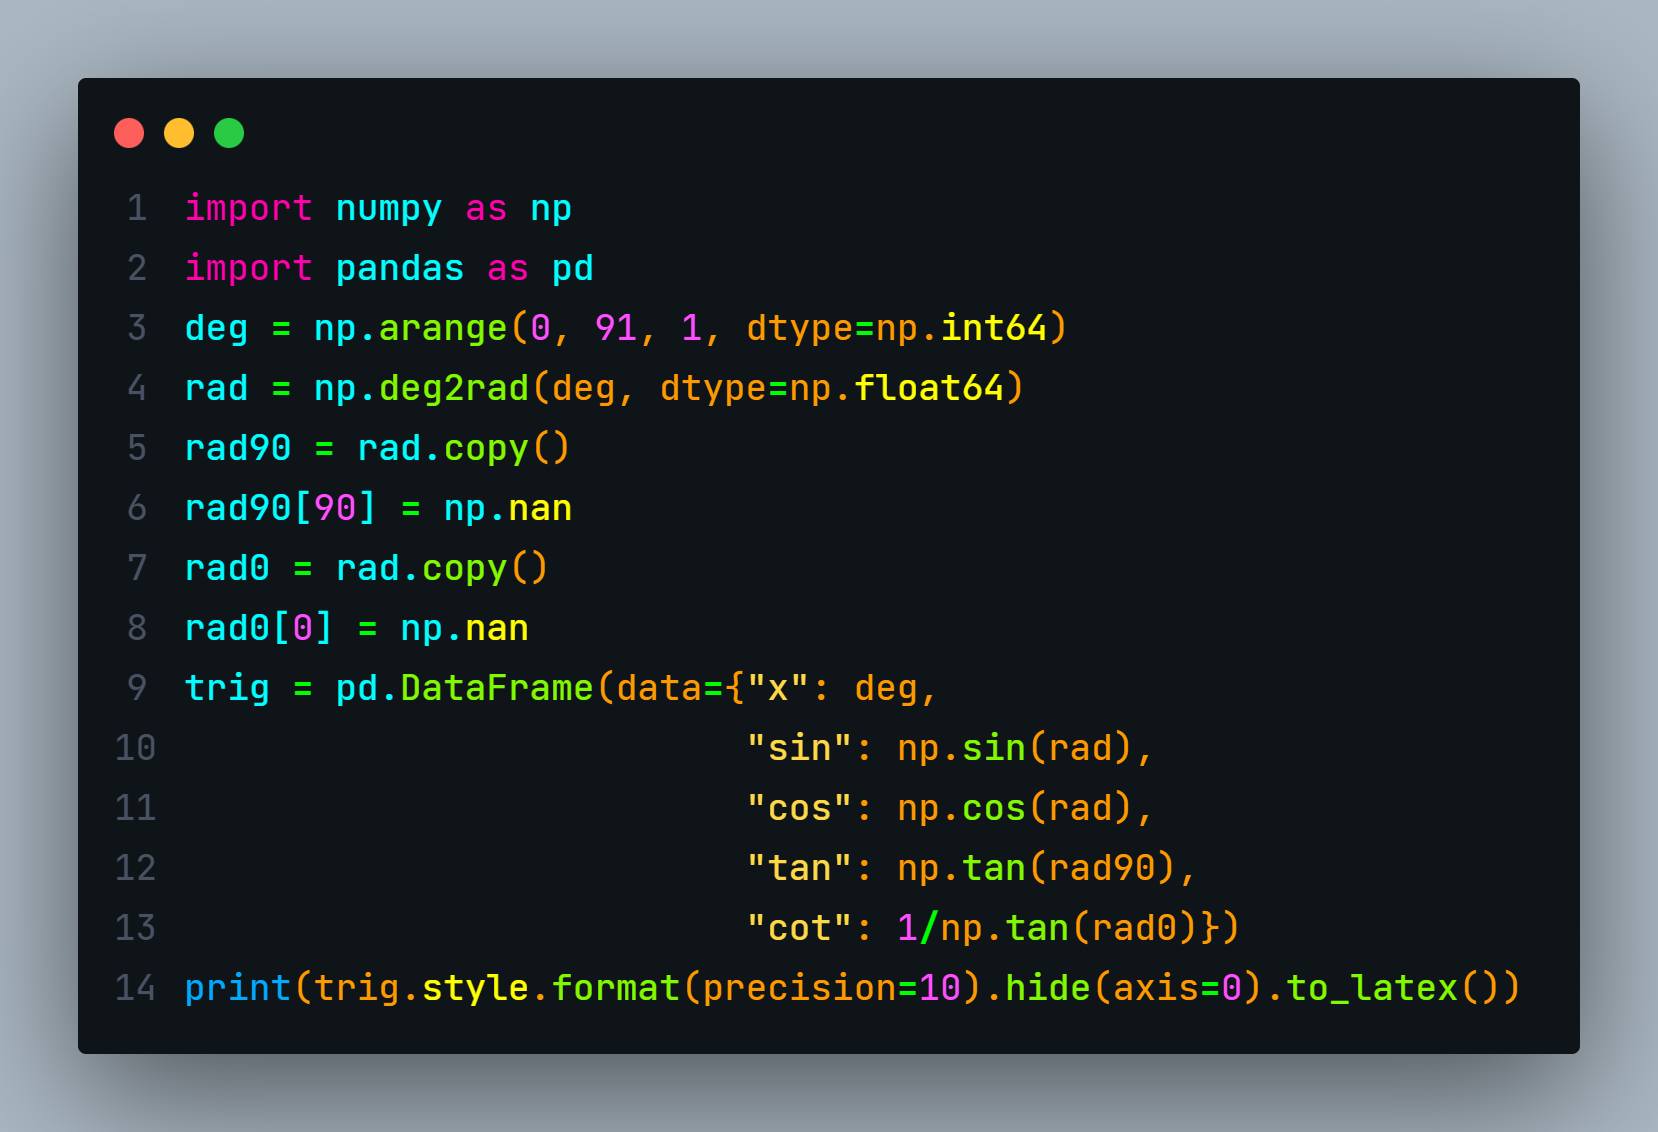 1 import numpy as np
2 import pandas as pd
3 deg = np.arange(0, 91, 1, dtype=np.int64)
4 rad = np.deg2rad(deg, dtype=np.float64)
5 rad90 = rad.copy()
6 rad90[90] = np.nan
7 rad0 = rad.copy()
8 rad0[0] = np.nan
9 trig = pd.DataFrame(data={"x": deg,
10                           "sin": np.sin(rad),
11                           "cos": np.cos(rad),
12                           "tan": np.tan(rad90),
13                           "cot": 1/np.tan(rad0)})
14 print(trig.style.format(precision=10).hide(axis=0).to_latex())